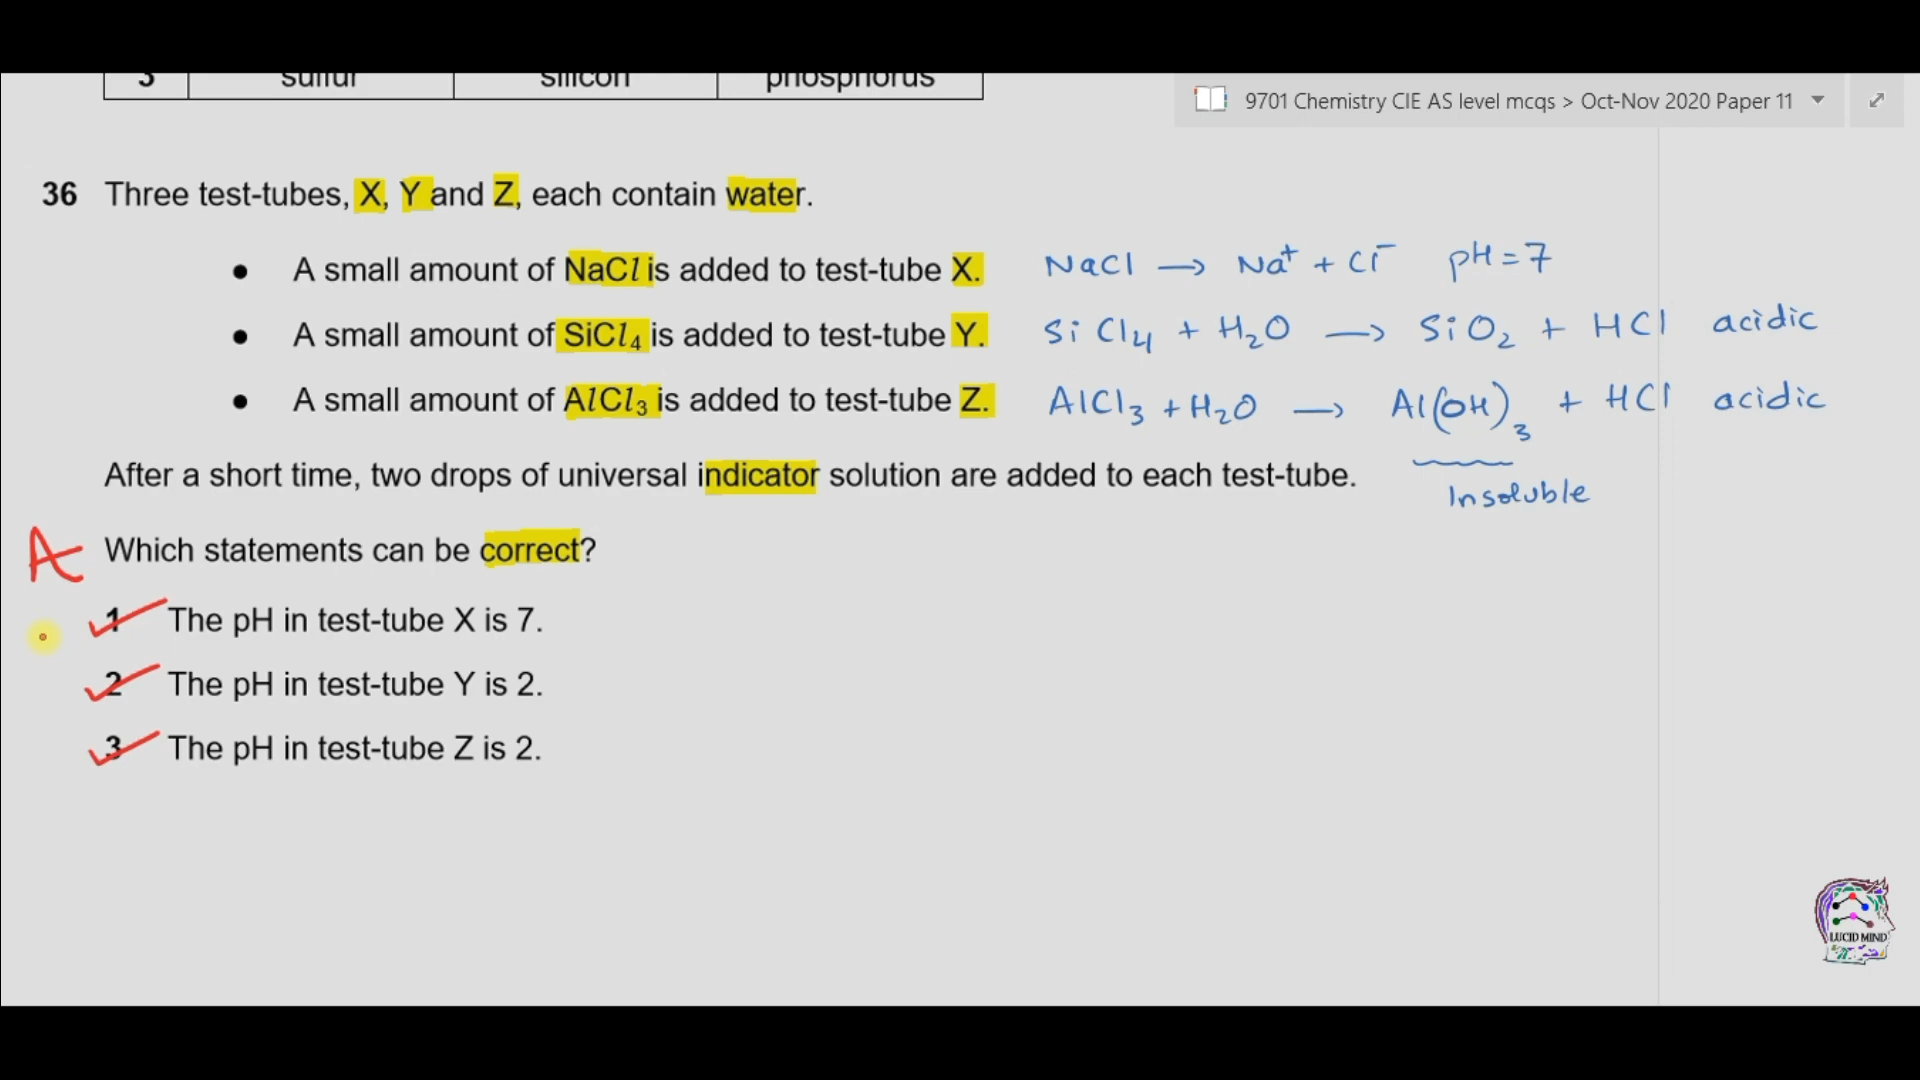 3 sulfur silicon phosphorus
9701 Chemistry CIE AS level mcqs > Oct-Nov 2020 Paper 11
36 Three test-tubes, X, Y and Z, each contain water.
• A small amount of NaCl is added to test-tube X. NaCl → Na⁺ + Cl⁻ pH = 7
• A small amount of SiCl₄ is added to test-tube Y. SiCl₄ + H₂O → SiO₂ + HCl acidic
• A small amount of AlCl₃ is added to test-tube Z. AlCl₃ + H₂O → Al(OH)₃ + HCl acidic
After a short time, two drops of universal indicator solution are added to each test-tube.
Insoluble
A Which statements can be correct?
1 The pH in test-tube X is 7.
2 The pH in test-tube Y is 2.
3 The pH in test-tube Z is 2.
LUCID MIND